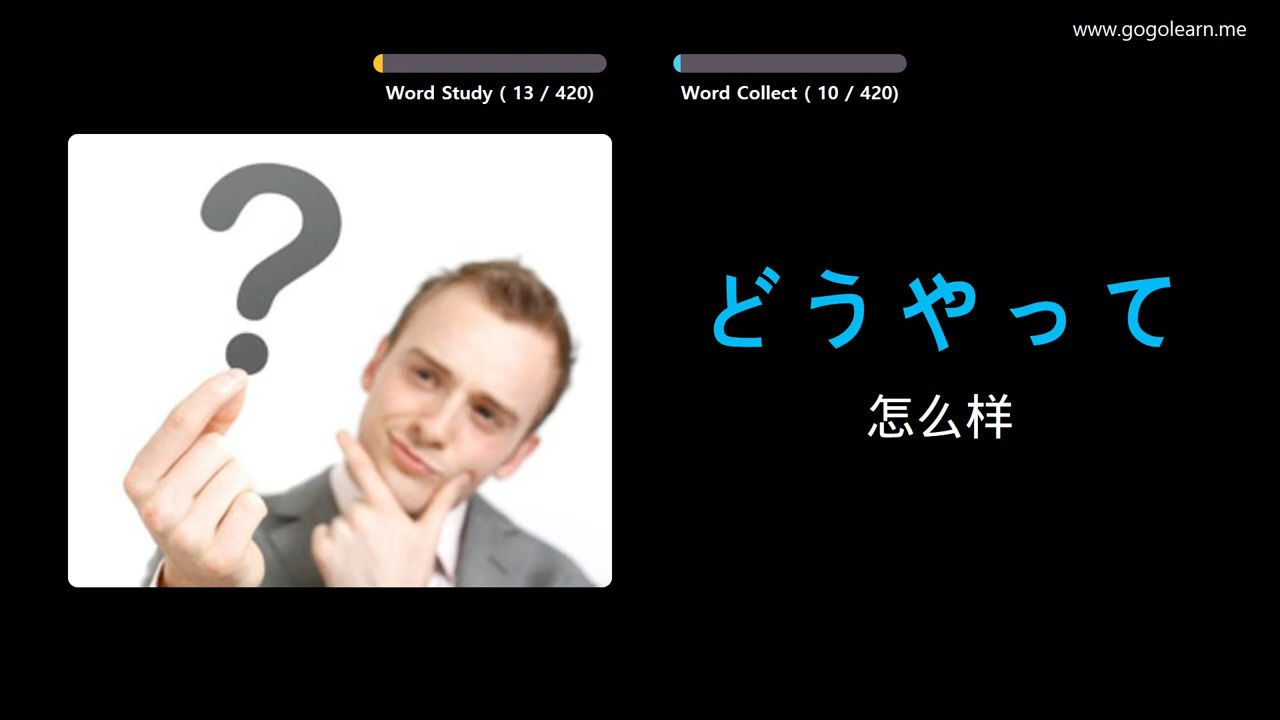 www.gogolearn.me
Word Study ( 13 / 420)
Word Collect ( 10 / 420)
?
どうやって
怎么样